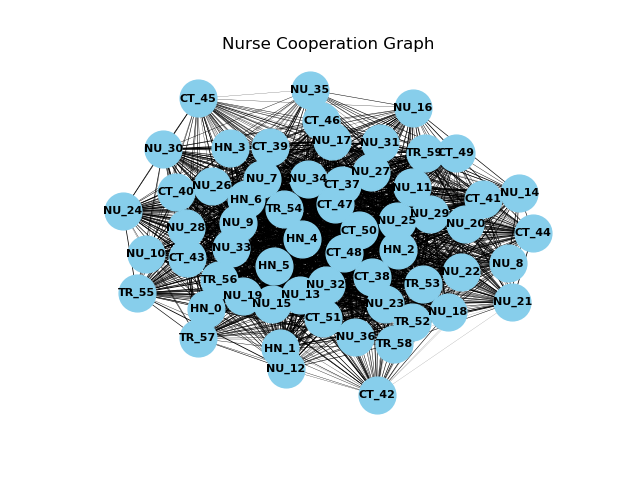 Nurse Cooperation Graph
NU_35
CT_45
NU_16
CT_46
NU_17
NU_31
NU_30
HN_3
CT_39
TR_59
CT_49
NU_27
NU_7
NU_34
CT_37
NU_26
NU_11
CT_40
NU_14
CT_41
HN_6
CT_47
TR_54
NU_24
NU_29
NU_25
NU_9
NU_20
NU_28
CT_50
CT_44
HN_4
NU_33
HN_2
CT_48
NU_10
CT_43
NU_8
HN_5
NU_22
CT_38
TR_56
TR_53
NU_32
TR_55
NU_13
NU_19
NU_21
NU_15
NU_23
HN_0
NU_18
CT_51
TR_52
NU_36
TR_57
TR_58
HN_1
NU_12
CT_42